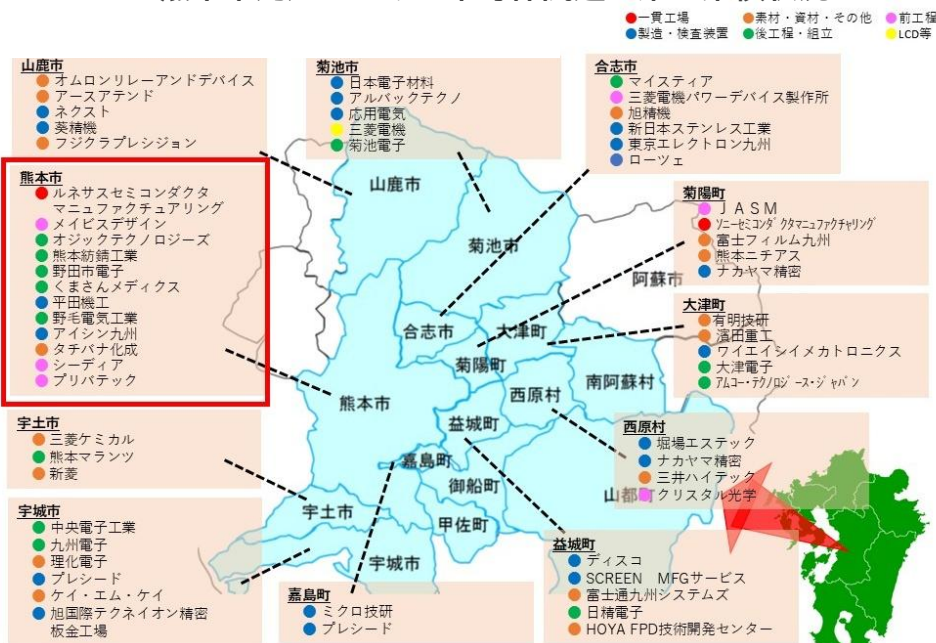 ●一貫工場 ●素材・資材・その他 ●前工程
●製造・検査装置 ●後工程・組立 ●LCD等
山鹿市
オムロンリレーアンドデバイス
アースアテンド
ネクスト
葵精機
フジクラプレシジョン
菊池市
日本電子材料
アルバックテクノ
応用電気
三菱電機
菊池電子
合志市
マイスティア
三菱電機パワーデバイス製作所
旭精機
新日本ステンレス工業
東京エレクトロン九州
ローツェ
熊本市
ルネサスセミコンダクタ
マニュファクチュアリング
メイビスデザイン
オジックテクノロジーズ
熊本紡錆工業
野田市電子
くまさんメディクス
平田機工
野毛電気工業
アイシン九州
タチバナ化成
シーディア
プリバテック
菊陽町
ＪＡＳＭ
ソニーセミコンダクタマニュファクチャリング
富士フィルム九州
熊本ニチアス
ナカヤマ精密
大津町
有明技研
濱田重工
ワイエイシイメカトロニクス
大津電子
アムコー・テクノロジース・ジャパン
西原村
堀場エステック
ナカヤマ精密
三井ハイテック
クリスタル光学
宇土市
三菱ケミカル
熊本マランツ
新菱
宇城市
中央電子工業
九州電子
理化電子
プレシード
ケイ・エム・ケイ
旭国際テクネイオン精密
板金工場
嘉島町
ミクロ技研
プレシード
益城町
ディスコ
SCREEN MFGサービス
富士通九州システムズ
日精電子
HOYA FPD技術開発センター
山鹿市
菊池市
阿蘇市
合志市
大津町
菊陽町
西原村
南阿蘇村
熊本市
益城町
嘉島町
御船町
山都町
宇土市
甲佐町
宇城市